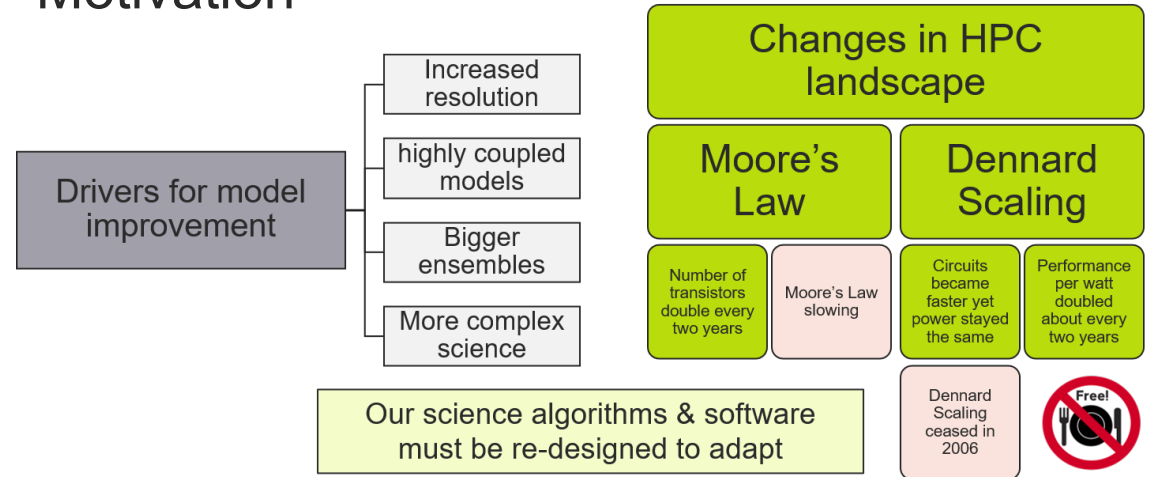 Motivation
Drivers for model
improvement
Increased
resolution
highly coupled
models
Bigger
ensembles
More complex
science
Changes in HPC
landscape
Moore's
Law
Dennard
Scaling
Number of
transistors
double every
two years
Moore's Law
slowing
Circuits
became
faster yet
power stayed
the same
Performance
per watt
doubled
about every
two years
Dennard
Scaling
ceased in
2006
Free!
Our science algorithms & software
must be re-designed to adapt